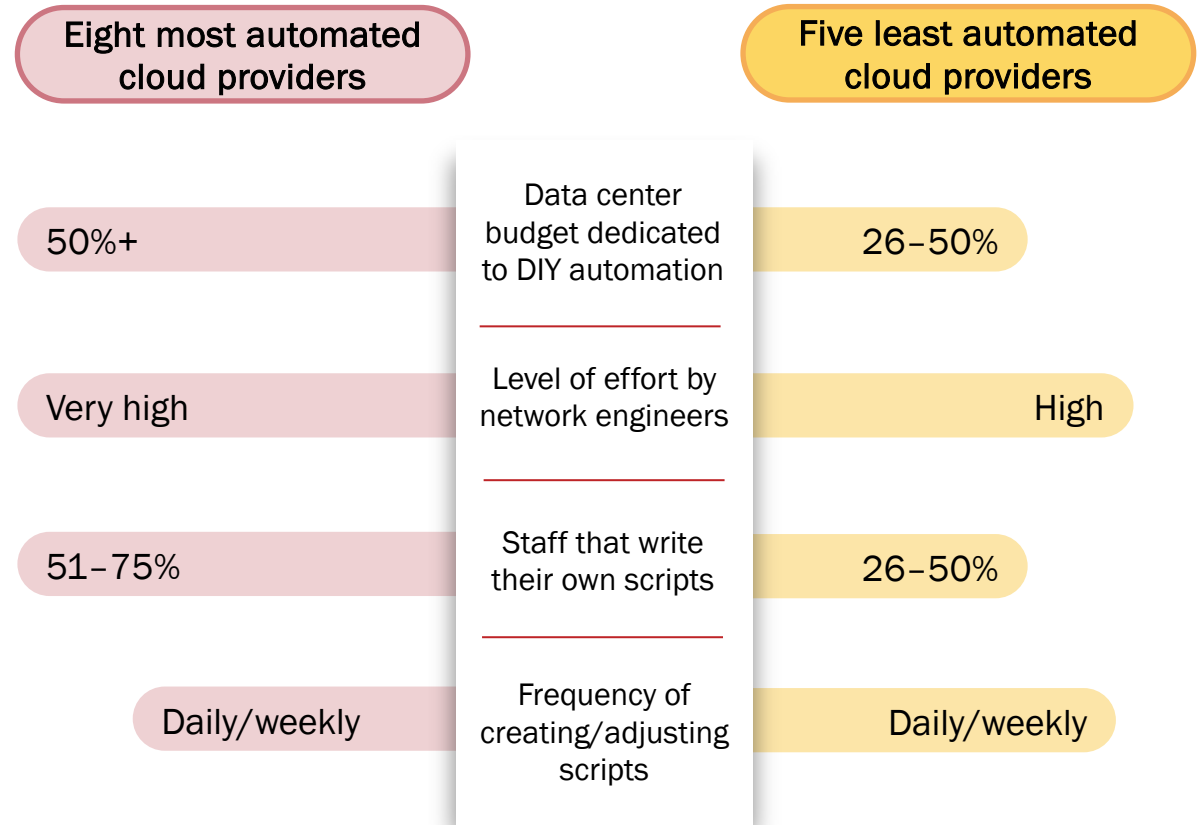 Eight most automated
cloud providers
Five least automated
cloud providers
50%+
Data center
budget dedicated
to DIY automation
26–50%
Very high
Level of effort by
network engineers
High
51–75%
Staff that write
their own scripts
26–50%
Daily/weekly
Frequency of
creating/adjusting
scripts
Daily/weekly